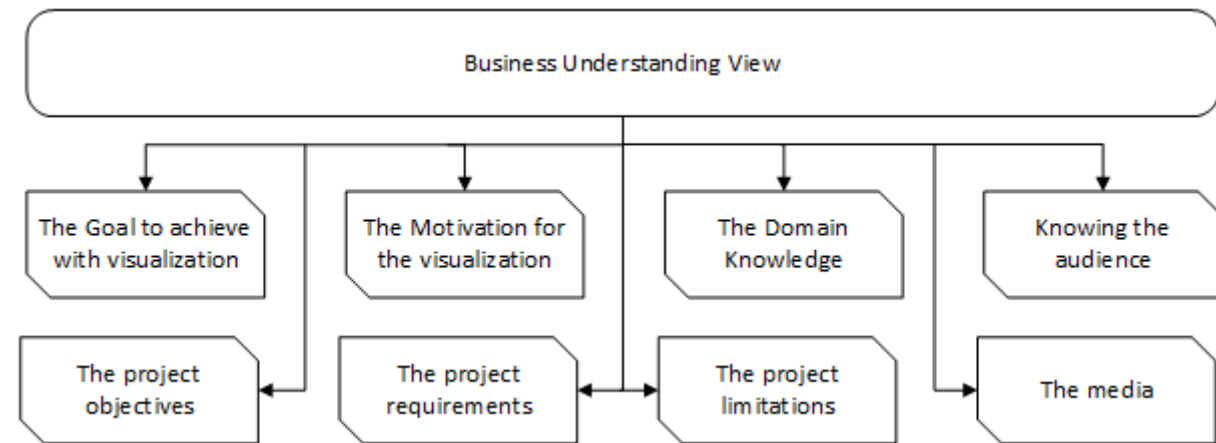 Business Understanding View
The Goal to achieve
with visualization
The Motivation for
the visualization
The Domain
Knowledge
Knowing the
audience
The project
objectives
The project
requirements
The project
limitations
The media